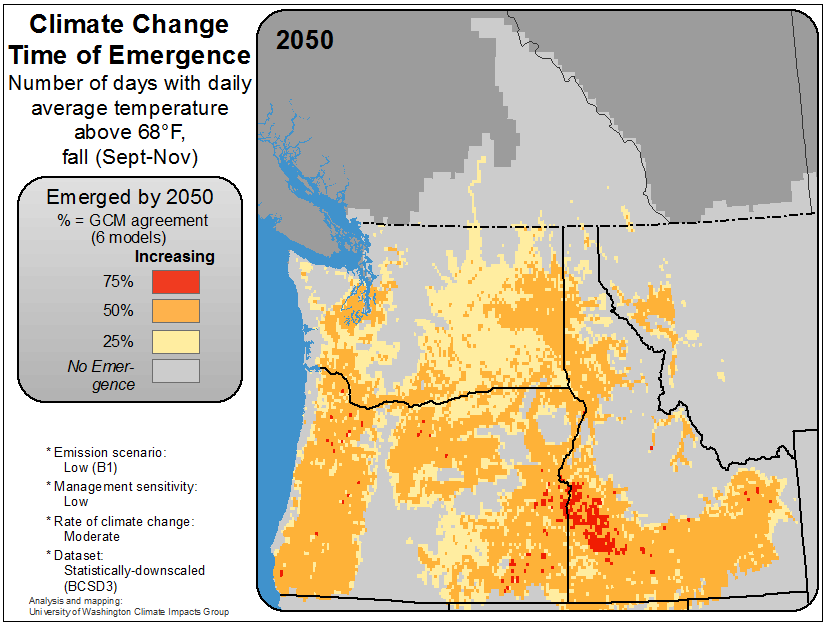 Climate Change
Time of Emergence
Number of days with daily
average temperature
above 68°F,
fall (Sept-Nov)
Emerged by 2050
% = GCM agreement
(6 models)
Increasing
75%
50%
25%
No Emer-
gence
* Emission scenario:
Low (B1)
* Management sensitivity:
Low
* Rate of climate change:
Moderate
* Dataset:
Statistically-downscaled
(BCSD3)
Analysis and mapping:
University of Washington Climate Impacts Group
2050